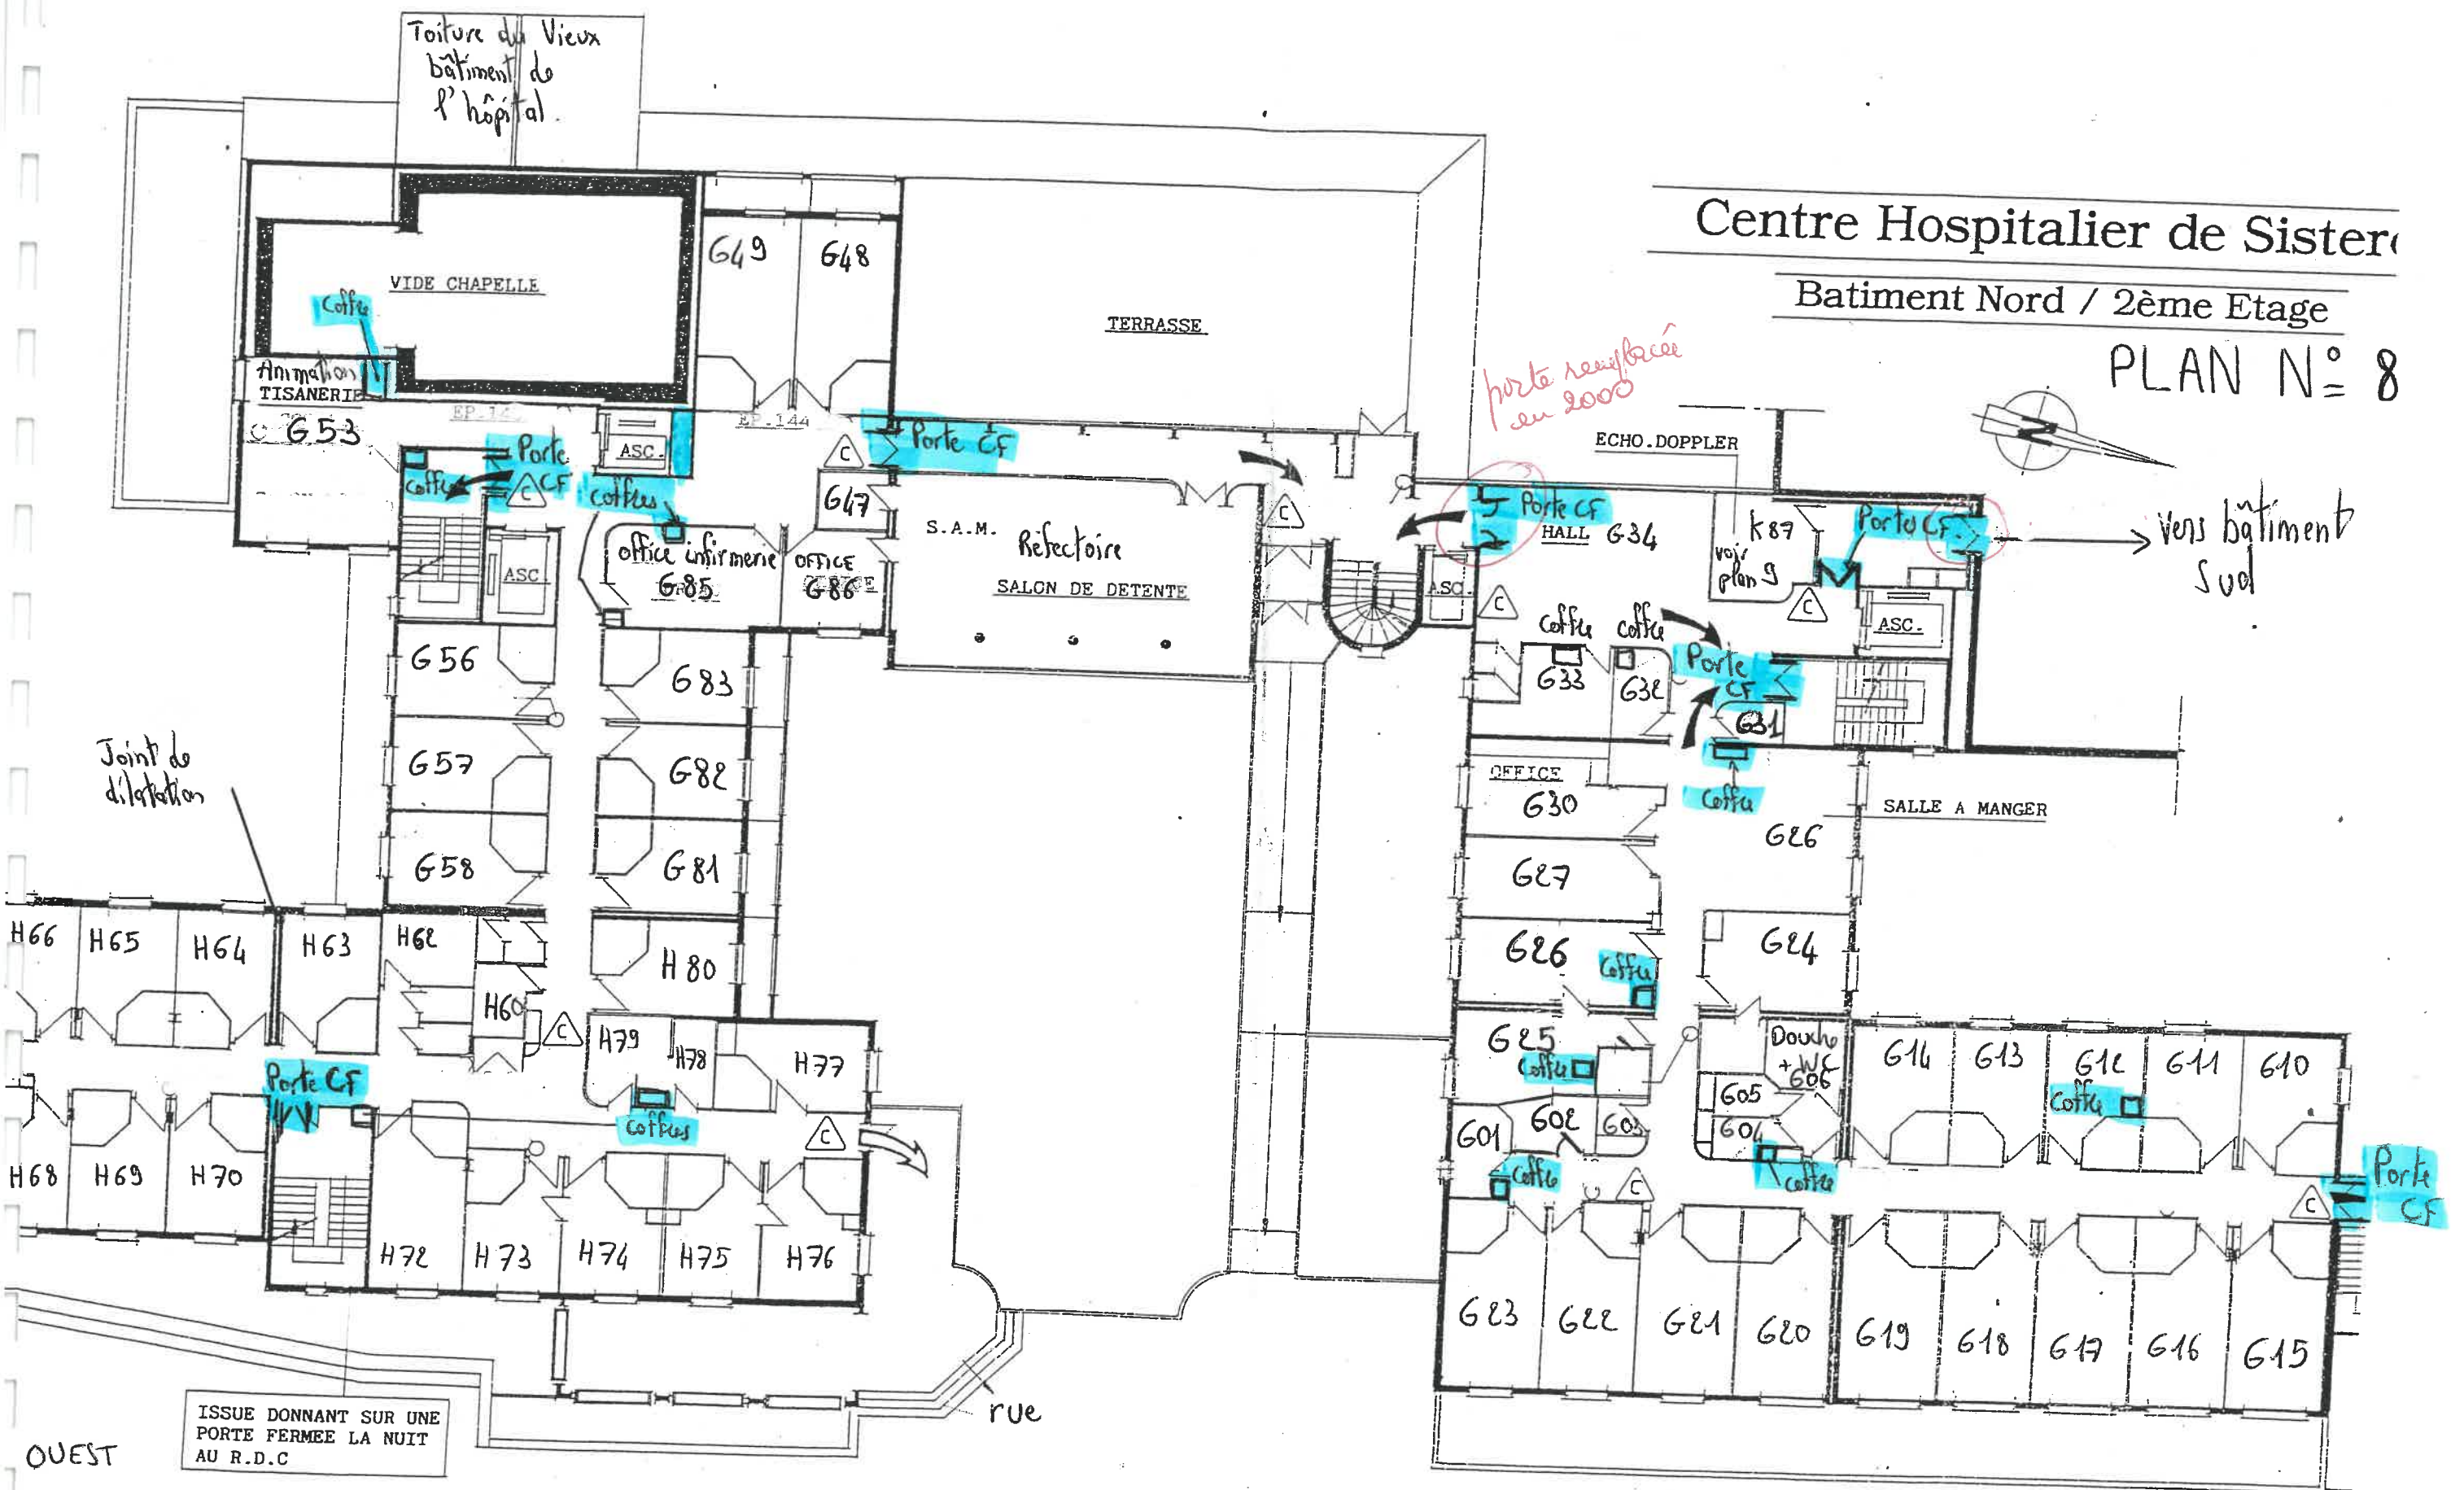 Toiture du Vieux
bâtiment de
l'hôpital.
Centre Hospitalier de Sister
Batiment Nord / 2ème Etage
PLAN N° 8
N
G49
G48
VIDE CHAPELLE
Coffre
TERRASSE
porte remplacée
en 2000
Animation
TISANERIE
G53
EP.144
ASC.
Porte
CF
C
coffre
coffres
C
Porte CF
G47
ECHO.DOPPLER
S.A.M.
Réfectoire
SALON DE DETENTE
C
Porte CF
HALL G34
K87
voir
plan 9
Porte CF
vers bâtiment
Sud
ASC
office infirmerie
G85
OFFICE
G86
ASC.
C
C
ASC.
coffre
coffre
G33
G32
Porte
CF
G31
G56
G83
G57
G82
G58
G81
Joint de
dilatation
OFFICE
G30
Coffre
SALLE A MANGER
G26
G27
G26
Coffre
G24
H66
H65
H64
H63
H62
H60
H80
C
H79
H78
H77
G25
Coffre
Douche
+ WC
G06
G05
G04
G14
G13
G12
G11
G10
Coffre
Porte CF
coffres
C
G01
G02
G03
Coffre
C
coffre
C
Porte
CF
H68
H69
H70
H72
H73
H74
H75
H76
G23
G22
G21
G20
G19
G18
G17
G16
G15
rue
OUEST
ISSUE DONNANT SUR UNE
PORTE FERMEE LA NUIT
AU R.D.C